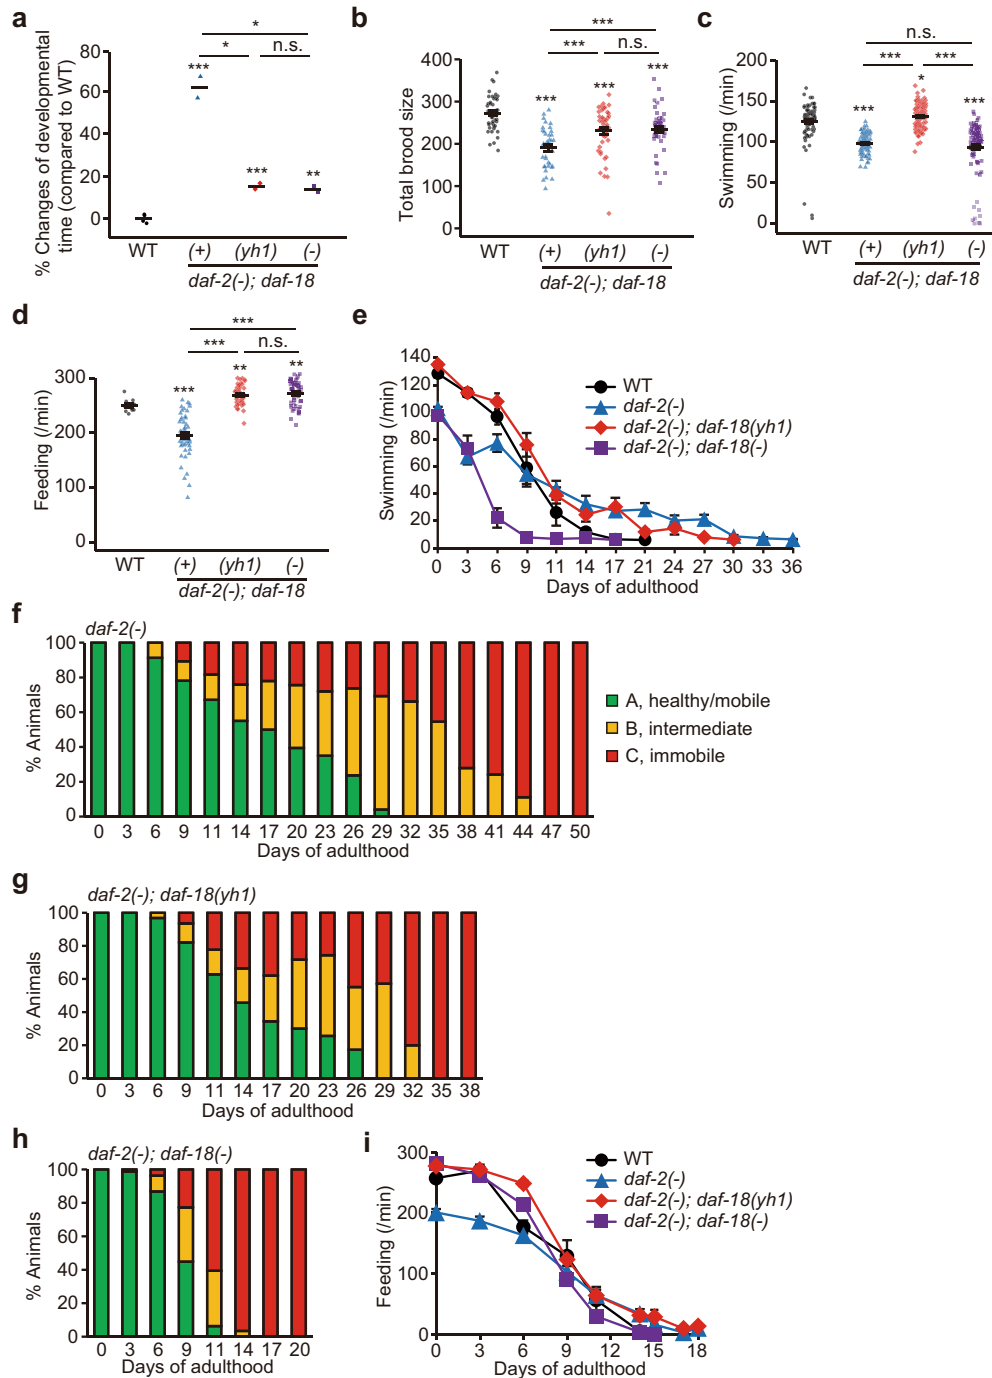 a
% Changes of developmental
time (compared to WT)
80
60
40
20
0
*
*
n.s.
***
***
**
WT
(+)
(yh1)
(-)
daf-2(-); daf-18
b
Total brood size
400
300
200
100
0
***
***
n.s.
***
***
***
WT
(+)
(yh1)
(-)
daf-2(-); daf-18
c
Swimming (/min)
200
150
100
50
0
n.s.
***
***
***
*
***
WT
(+)
(yh1)
(-)
daf-2(-); daf-18
d
Feeding (/min)
300
200
100
0
***
***
n.s.
***
**
**
WT
(+)
(yh1)
(-)
daf-2(-); daf-18
e
Swimming (/min)
140
120
100
80
60
40
20
0
WT
daf-2(-)
daf-2(-); daf-18(yh1)
daf-2(-); daf-18(-)
0 3 6 9 11 14 17 21 24 27 30 33 36
Days of adulthood
f
daf-2(-)
% Animals
100
80
60
40
20
0
A, healthy/mobile
B, intermediate
C, immobile
0 3 6 9 11 14 17 20 23 26 29 32 35 38 41 44 47 50
Days of adulthood
g
daf-2(-); daf-18(yh1)
% Animals
100
80
60
40
20
0
0 3 6 9 11 14 17 20 23 26 29 32 35 38
Days of adulthood
h
daf-2(-); daf-18(-)
% Animals
100
80
60
40
20
0
0 3 6 9 11 14 17 20
Days of adulthood
i
Feeding (/min)
300
200
100
0
WT
daf-2(-)
daf-2(-); daf-18(yh1)
daf-2(-); daf-18(-)
0 3 6 9 12 15 18
Days of adulthood